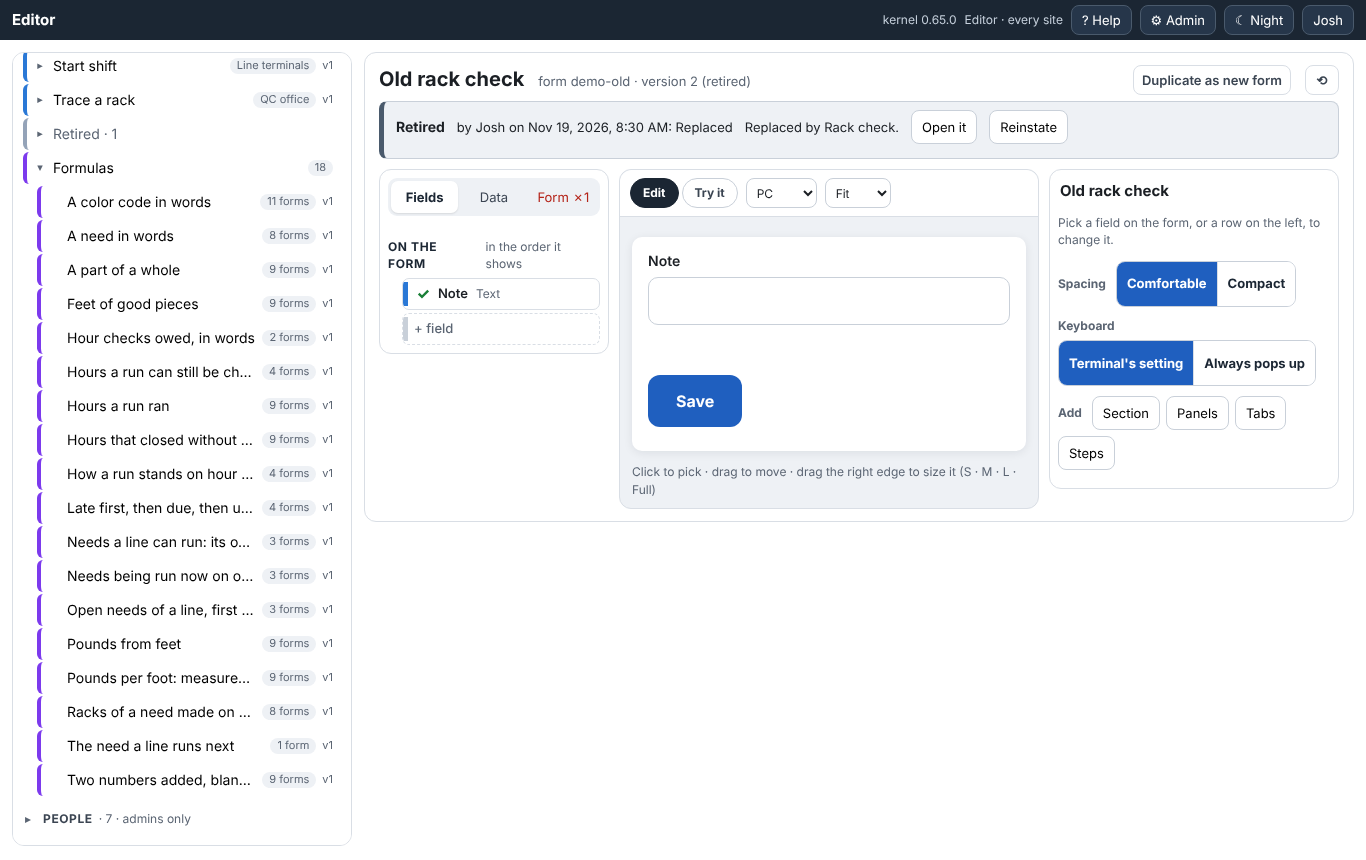 Editor
kernel 0.65.0 Editor · every site ? Help ⚙ Admin ☾ Night Josh
▸ Start shift Line terminals v1
▸ Trace a rack QC office v1
▸ Retired · 1
▾ Formulas 18
A color code in words 11 forms v1
A need in words 8 forms v1
A part of a whole 9 forms v1
Feet of good pieces 9 forms v1
Hour checks owed, in words 2 forms v1
Hours a run can still be ch... 4 forms v1
Hours a run ran 9 forms v1
Hours that closed without ... 9 forms v1
How a run stands on hour ... 4 forms v1
Late first, then due, then u... 4 forms v1
Needs a line can run: its o... 3 forms v1
Needs being run now on o... 3 forms v1
Open needs of a line, first ... 3 forms v1
Pounds from feet 9 forms v1
Pounds per foot: measure... 9 forms v1
Racks of a need made on ... 8 forms v1
The need a line runs next 1 form v1
Two numbers added, blan... 9 forms v1
▸ PEOPLE · 7 · admins only
Old rack check form demo-old · version 2 (retired) Duplicate as new form ⟲
Retired by Josh on Nov 19, 2026, 8:30 AM: Replaced Replaced by Rack check. Open it Reinstate
Fields Data Form ×1
ON THE FORM
in the order it shows
✓ Note Text
+ field
Edit Try it PC Fit
Note
Save
Click to pick · drag to move · drag the right edge to size it (S · M · L ·
Full)
Old rack check
Pick a field on the form, or a row on the left, to
change it.
Spacing Comfortable Compact
Keyboard
Terminal's setting Always pops up
Add Section Panels Tabs
Steps